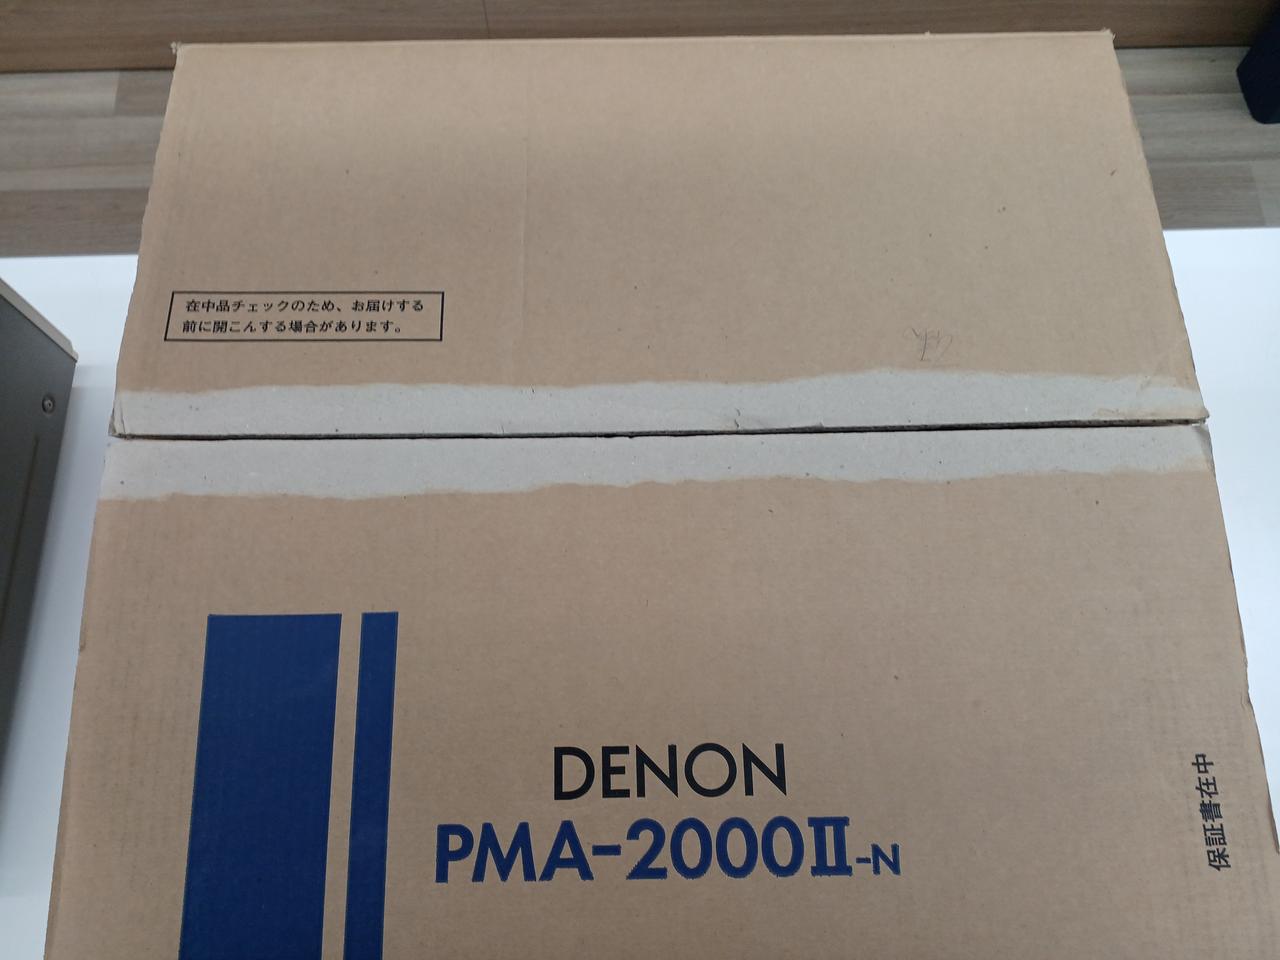 在中品チェックのため、お届けする
前に開こんする場合があります。
DENON
PMA-2000II-N
保証書在中